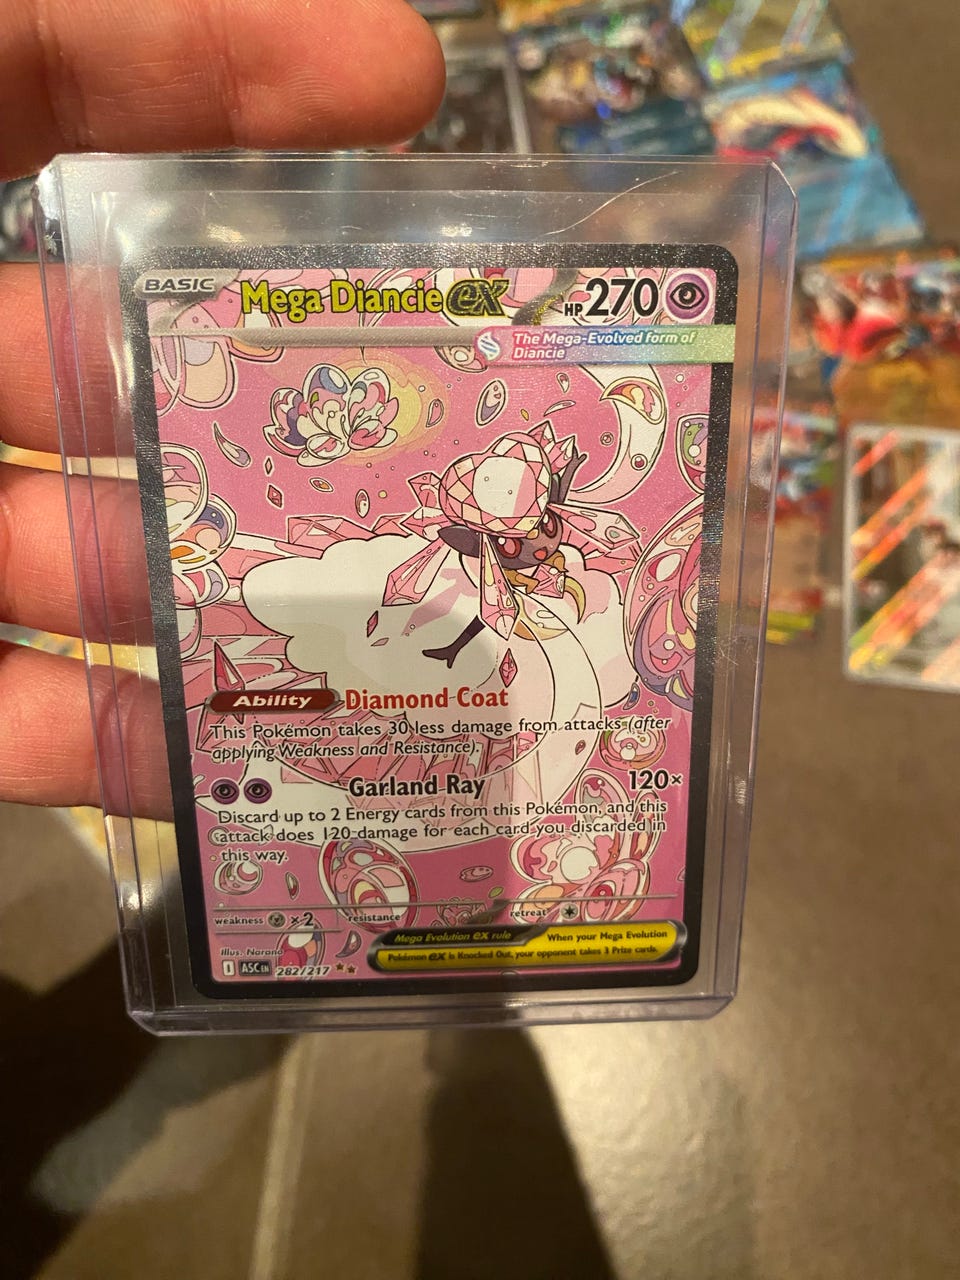 BASIC Mega Diancie ex HP 270
The Mega-Evolved form of
Diancie
Ability Diamond Coat
This Pokémon takes 30 less damage from attacks (after
applying Weakness and Resistance).
Garland Ray 120×
Discard up to 2 Energy cards from this Pokémon, and this
attack does 120 damage for each card you discarded in
this way.
weakness ×2 resistance retreat
Mega Evolution ex rule When your Mega Evolution
Pokémon ex is Knocked Out, your opponent takes 3 Prize cards.
Illus. Narano
I ASC EN 282/217